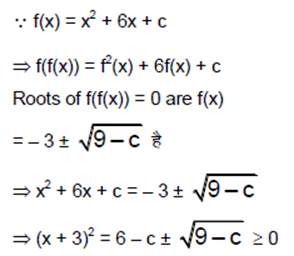 ∵ f(x) = x² + 6x + c
⇒ f(f(x)) = f²(x) + 6f(x) + c
Roots of f(f(x)) = 0 are f(x)
= – 3 ± √9 – c है
⇒ x² + 6x + c = – 3 ± √9 – c
⇒ (x + 3)² = 6 – c ± √9 – c ≥ 0